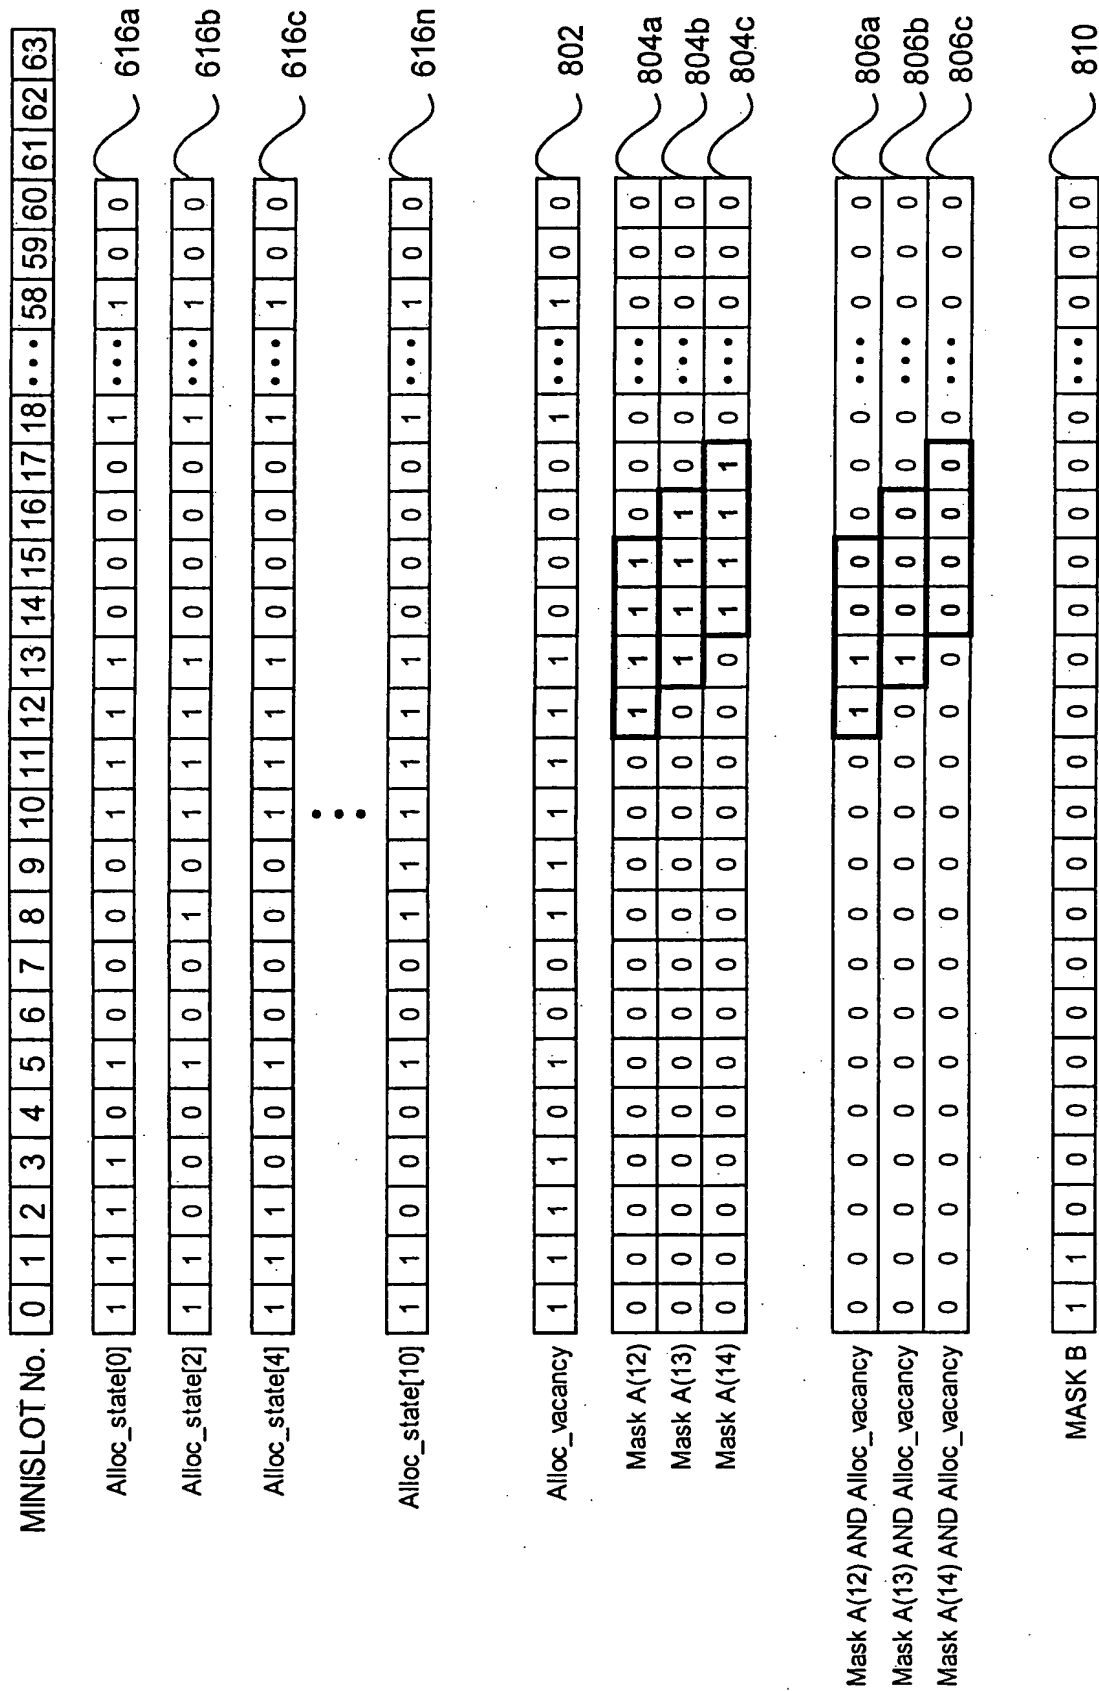 MINISLOT No. 0 1 2 3 4 5 6 7 8 9 10 11 12 13 14 15 16 17 18 ••• 58 59 60 61 62 63
Alloc_state[0] 1 1 1 1 0 1 0 0 0 0 1 1 1 1 0 0 0 0 1 ••• 1 0 0 616a
Alloc_state[2] 1 1 0 0 0 1 0 0 1 0 1 1 1 1 0 0 0 0 1 ••• 1 0 0 616b
Alloc_state[4] 1 1 1 0 0 1 0 0 0 0 1 1 1 1 0 0 0 0 1 ••• 1 0 0 616c
•••
Alloc_state[10] 1 1 0 0 0 1 0 0 1 1 1 1 1 1 0 0 0 0 1 ••• 1 0 0 616n
Alloc_vacancy 1 1 1 1 0 1 0 0 1 1 1 1 1 1 0 0 0 0 1 ••• 1 0 0 802
Mask A(12) 0 0 0 0 0 0 0 0 0 0 0 0 1 1 1 1 0 0 0 ••• 0 0 0 804a
Mask A(13) 0 0 0 0 0 0 0 0 0 0 0 0 0 1 1 1 1 0 0 ••• 0 0 0 804b
Mask A(14) 0 0 0 0 0 0 0 0 0 0 0 0 0 0 1 1 1 1 0 ••• 0 0 0 804c
Mask A(12) AND Alloc_vacancy 0 0 0 0 0 0 0 0 0 0 0 0 1 1 0 0 0 0 0 ••• 0 0 0 806a
Mask A(13) AND Alloc_vacancy 0 0 0 0 0 0 0 0 0 0 0 0 0 1 0 0 0 0 0 ••• 0 0 0 806b
Mask A(14) AND Alloc_vacancy 0 0 0 0 0 0 0 0 0 0 0 0 0 0 0 0 0 0 0 ••• 0 0 0 806c
MASK B 1 1 0 0 0 0 0 0 0 0 0 0 0 0 0 0 0 0 0 ••• 0 0 0 810